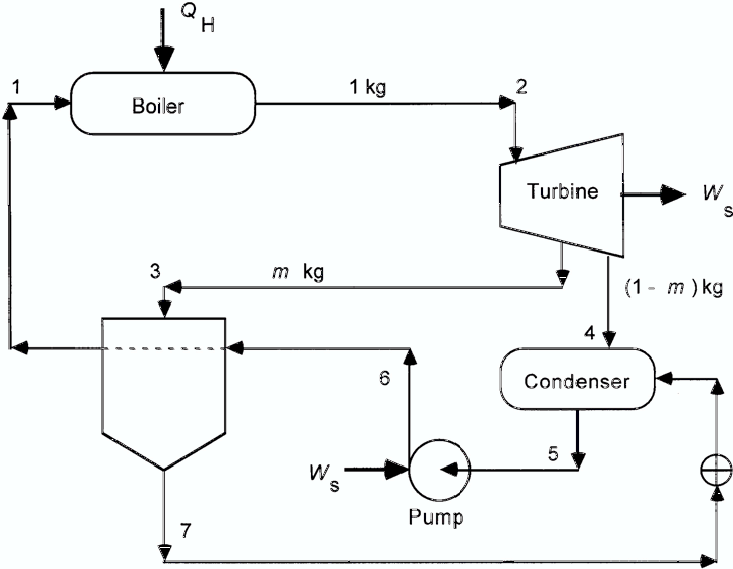 Q H
1
1 kg
2
Boiler
Turbine
W s
3
m kg
(1 - m ) kg
4
6
Condenser
5
W s
Pump
7